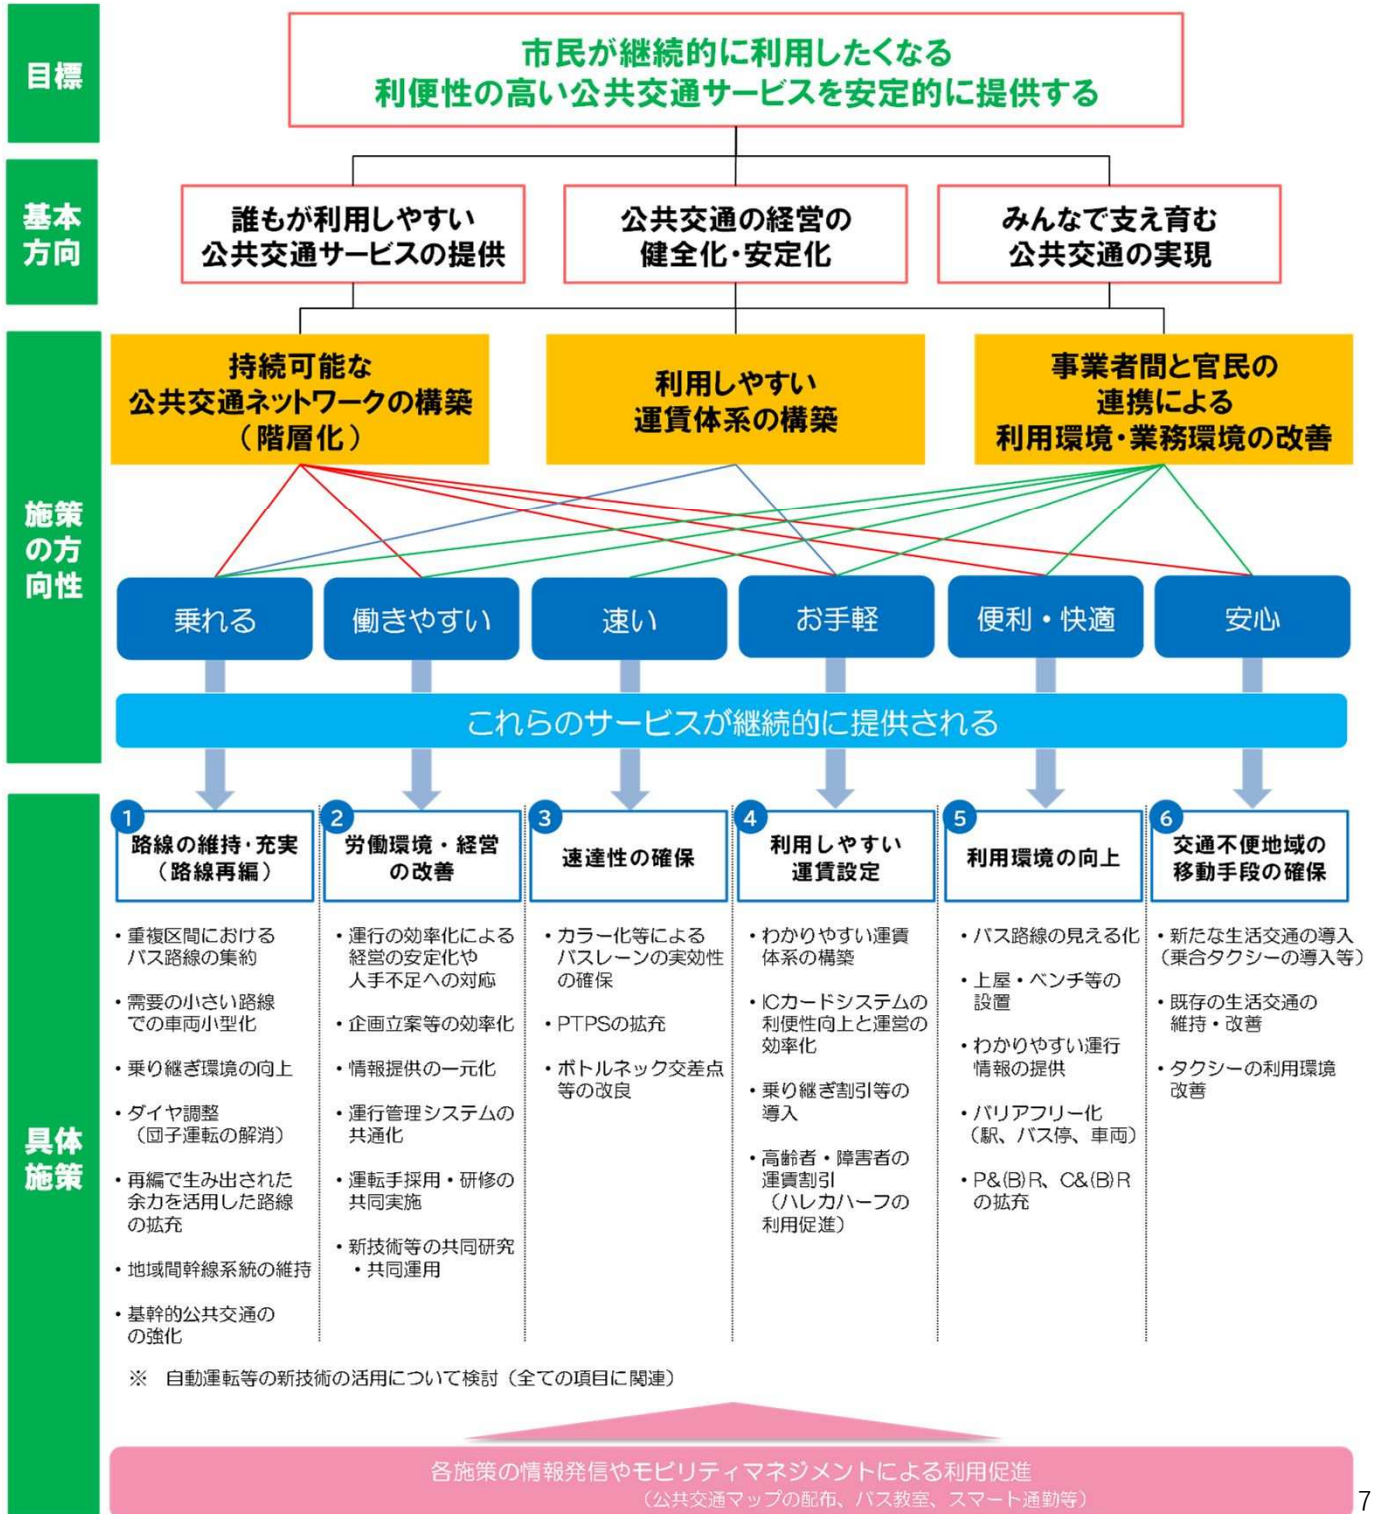 目標
市民が継続的に利用したくなる
利便性の高い公共交通サービスを安定的に提供する
基本
方向
誰もが利用しやすい
公共交通サービスの提供
公共交通の経営の
健全化・安定化
みんなで支え育む
公共交通の実現
施策
の方
向性
持続可能な
公共交通ネットワークの構築
（階層化）
利用しやすい
運賃体系の構築
事業者間と官民の
連携による
利用環境・業務環境の改善
乗れる
働きやすい
速い
お手軽
便利・快適
安心
これらのサービスが継続的に提供される
具体
施策
1
路線の維持・充実
（路線再編）
・重複区間における
バス路線の集約
・需要の小さい路線
での車両小型化
・乗り継ぎ環境の向上
・ダイヤ調整
（団子運転の解消）
・再編で生み出された
余力を活用した路線
の拡充
・地域間幹線系統の維持
・基幹的公共交通の
の強化
2
労働環境・経営
の改善
・運行の効率化による
経営の安定化や
人手不足への対応
・企画立案等の効率化
・情報提供の一元化
・運行管理システムの
共通化
・運転手採用・研修の
共同実施
・新技術等の共同研究
・共同運用
3
速達性の確保
・カラー化等による
バスレーンの実効性
の確保
・PTPSの拡充
・ボトルネック交差点
等の改良
4
利用しやすい
運賃設定
・わかりやすい運賃
体系の構築
・ICカードシステムの
利便性向上と運営の
効率化
・乗り継ぎ割引等の
導入
・高齢者・障害者の
運賃割引
（ハレカハーフの
利用促進）
5
利用環境の向上
・バス路線の見える化
・上屋・ベンチ等の
設置
・わかりやすい運行
情報の提供
・バリアフリー化
（駅、バス停、車両）
・P&(B)R、C&(B)R
の拡充
6
交通不便地域の
移動手段の確保
・新たな生活交通の導入
（乗合タクシーの導入等）
・既存の生活交通の
維持・改善
・タクシーの利用環境
改善
※　自動運転等の新技術の活用について検討（全ての項目に関連）
各施策の情報発信やモビリティマネジメントによる利用促進
（公共交通マップの配布、バス教室、スマート通勤等）
7